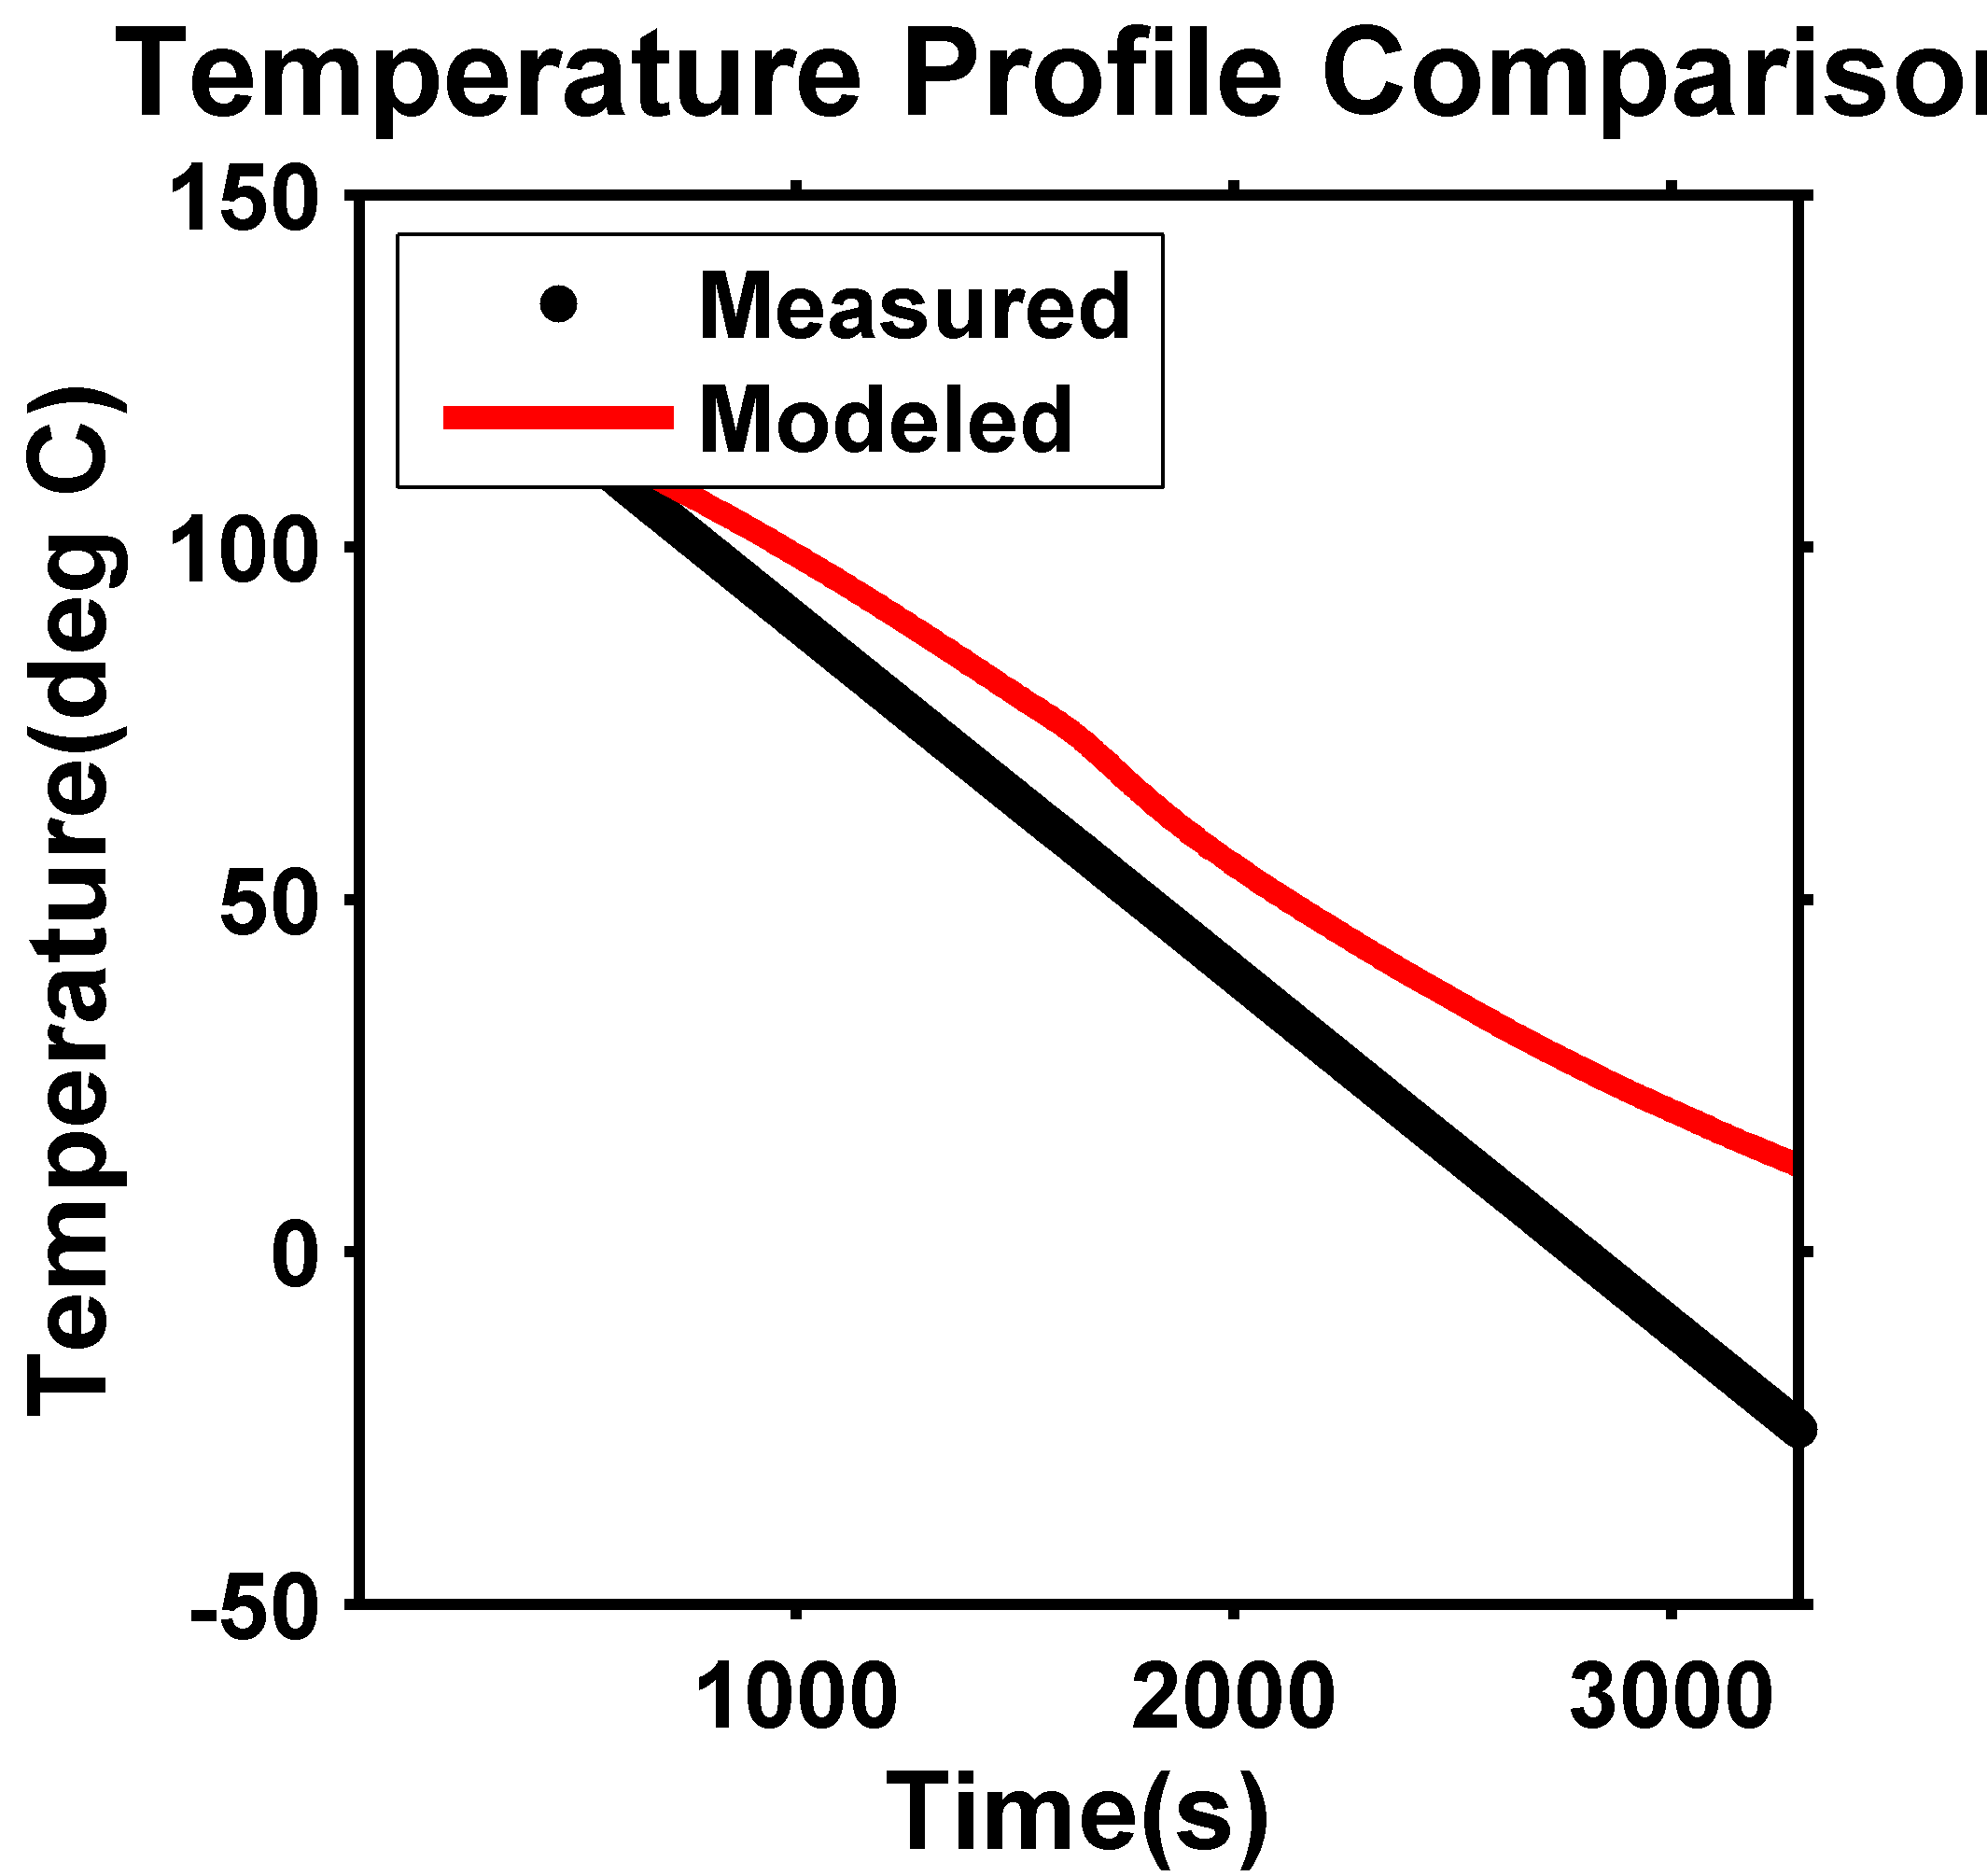 Temperature Profile Comparison
150
Measured
Modeled
100
50
0
-50
Temperature(deg C)
1000 2000 3000
Time(s)